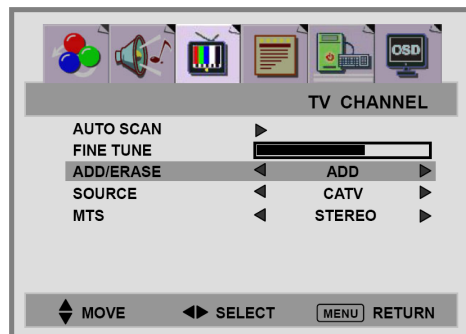 OSD
TV CHANNEL
AUTO SCAN
FINE TUNE
ADD/ERASE ADD
SOURCE CATV
MTS STEREO
MOVE SELECT MENU RETURN